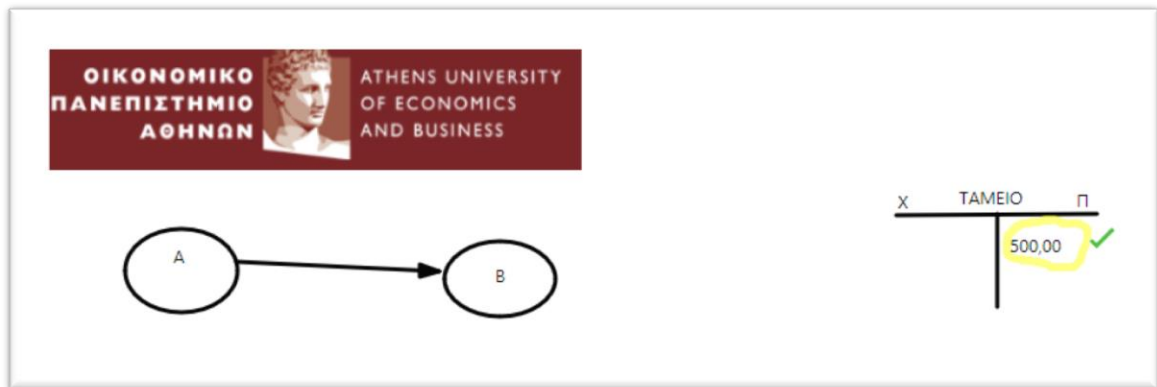 ΟΙΚΟΝΟΜΙΚΟ
ΠΑΝΕΠΙΣΤΗΜΙΟ
ΑΘΗΝΩΝ
ATHENS UNIVERSITY
OF ECONOMICS
AND BUSINESS
Χ ΤΑΜΕΙΟ Π
500,00
A
B